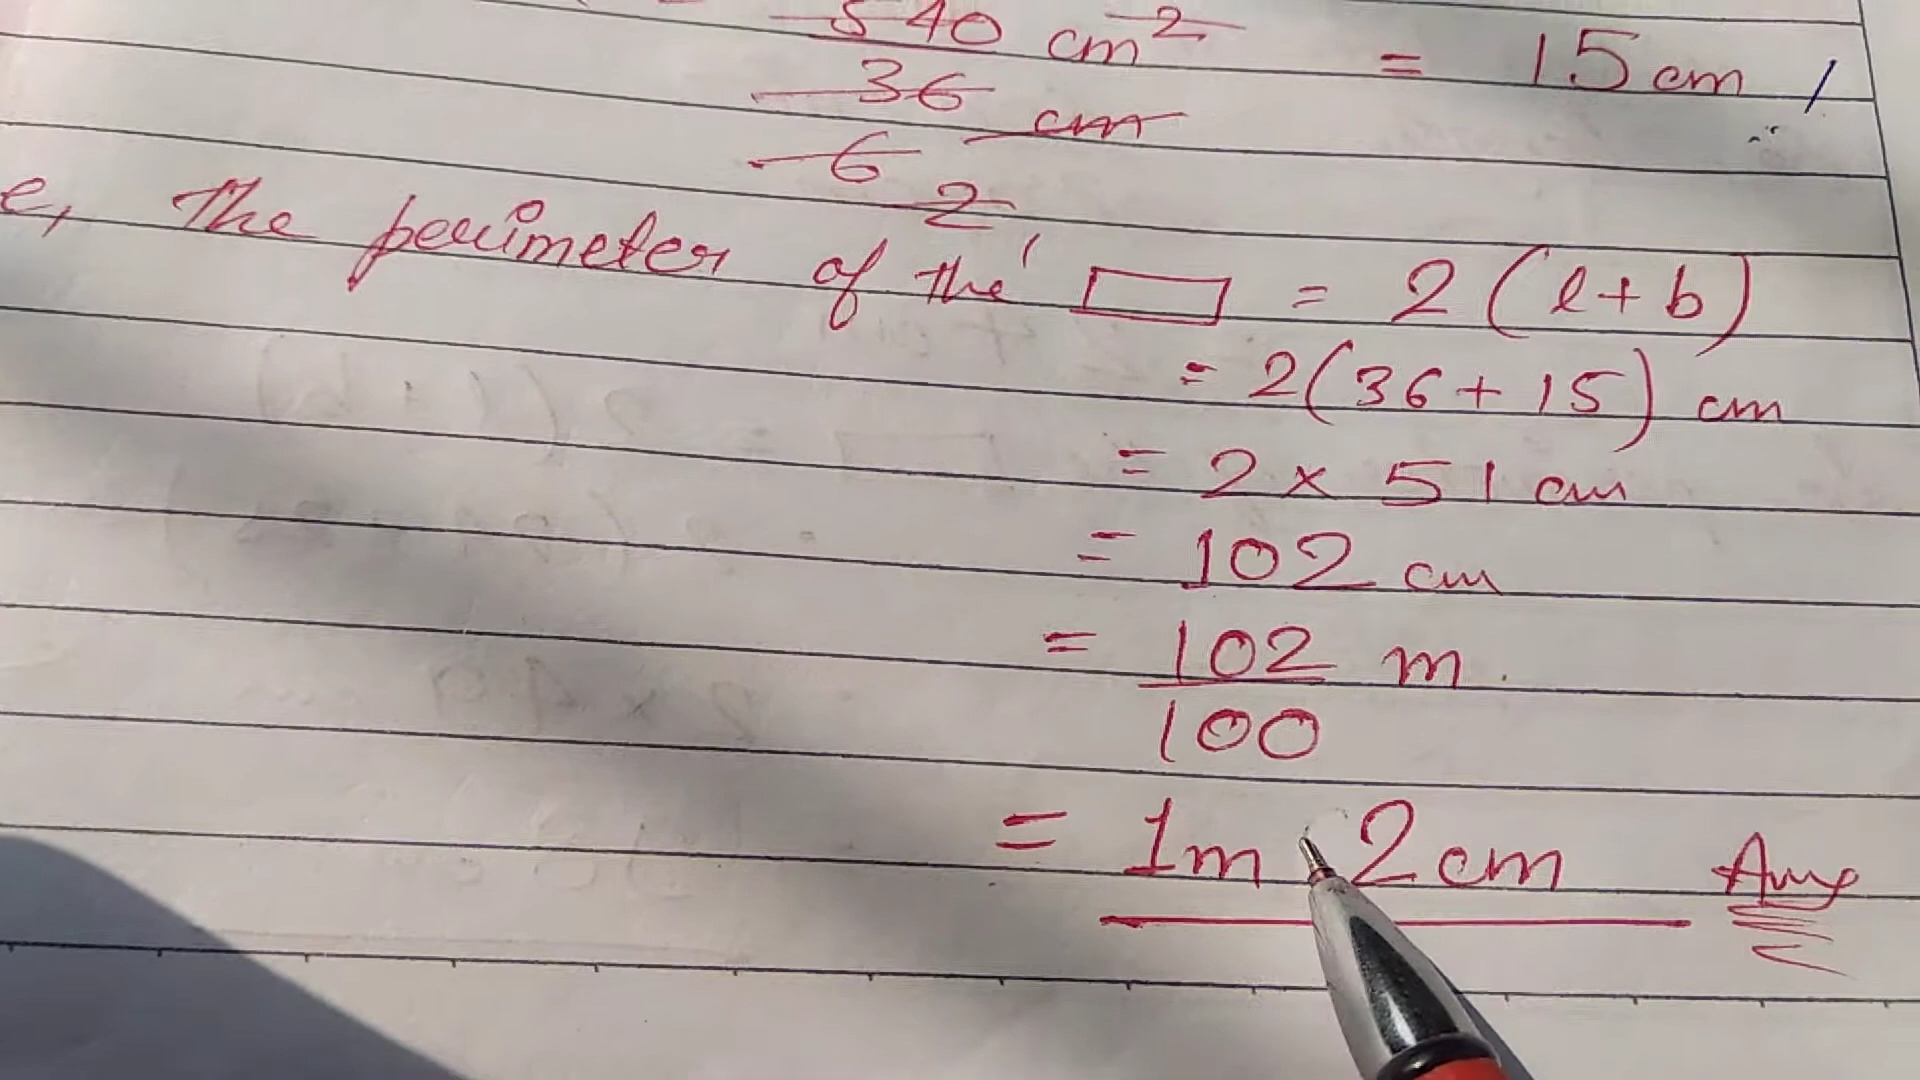 540 cm² = 15 cm
36 cm
6
2
e, The perimeter of the ▭ = 2 (l + b)
= 2(36 + 15) cm
= 2 × 51 cm
= 102 cm
= 102 m
100
= 1m 2cm Ans